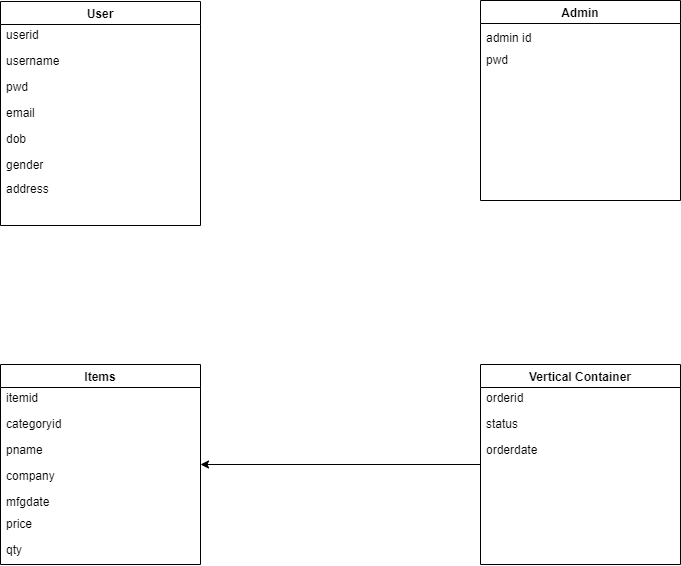 User
userid
username
pwd
email
dob
gender
address
Admin
admin id
pwd
Items
itemid
categoryid
pname
company
mfgdate
price
qty
Vertical Container
orderid
status
orderdate